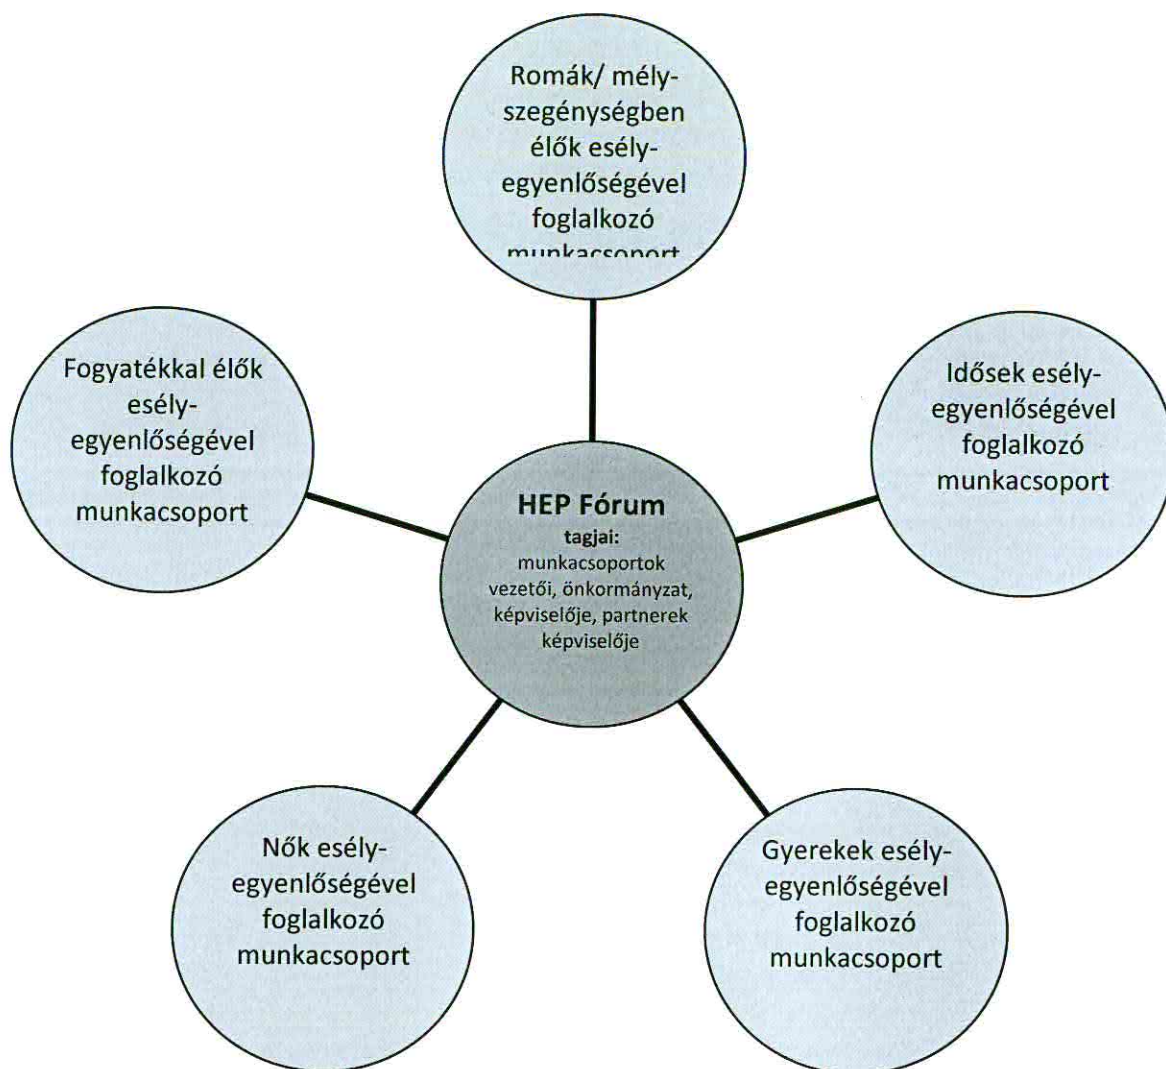 Romák/ mély-
szegénységben
élők esély-
egyenlőségével
foglalkozó
munkacsoport
Fogyatékkal élők
esély-
egyenlőségével
foglalkozó
munkacsoport
Idősek esély-
egyenlőségével
foglalkozó
munkacsoport
HEP Fórum
tagjai:
munkacsoportok
vezetői, önkormányzat,
képviselője, partnerek
képviselője
Nők esély-
egyenlőségével
foglalkozó
munkacsoport
Gyerekek esély-
egyenlőségével
foglalkozó
munkacsoport